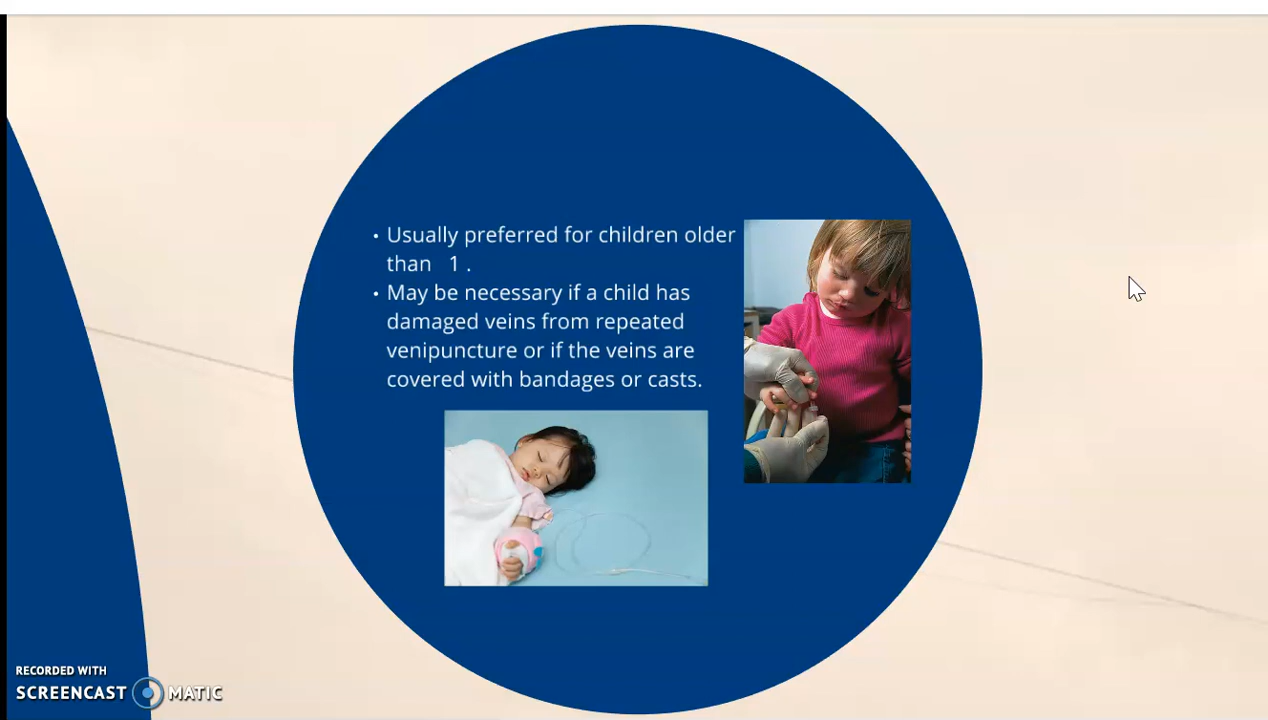 • Usually preferred for children older
than 1 .
• May be necessary if a child has
damaged veins from repeated
venipuncture or if the veins are
covered with bandages or casts.
RECORDED WITH
SCREENCAST MATIC